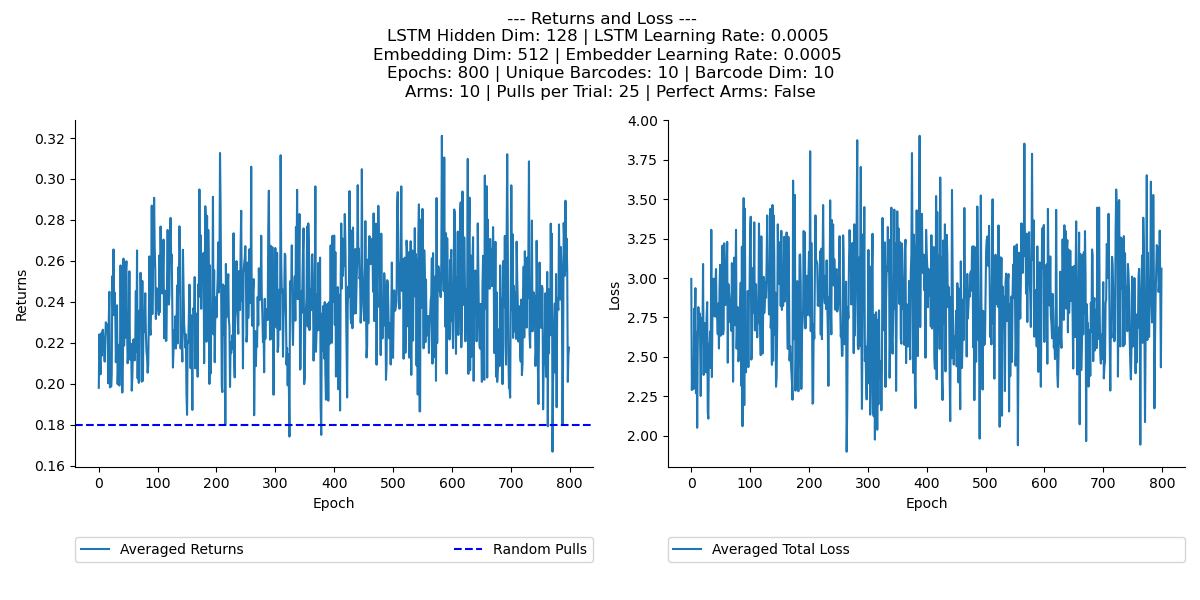 --- Returns and Loss ---
LSTM Hidden Dim: 128 | LSTM Learning Rate: 0.0005
Embedding Dim: 512 | Embedder Learning Rate: 0.0005
Epochs: 800 | Unique Barcodes: 10 | Barcode Dim: 10
Arms: 10 | Pulls per Trial: 25 | Perfect Arms: False
Returns
0.32
0.30
0.28
0.26
0.24
0.22
0.20
0.18
0.16
0 100 200 300 400 500 600 700 800
Epoch
Averaged Returns
Random Pulls
Loss
4.00
3.75
3.50
3.25
3.00
2.75
2.50
2.25
2.00
0 100 200 300 400 500 600 700 800
Epoch
Averaged Total Loss